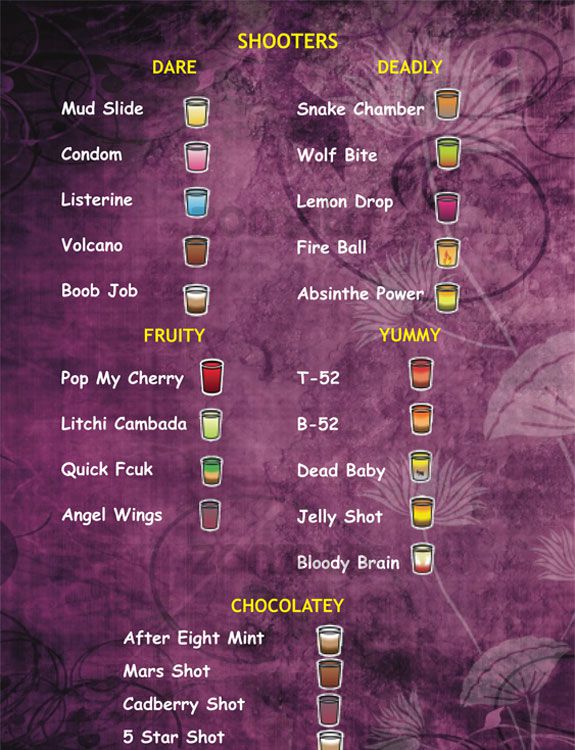 SHOOTERS
DARE
Mud Slide
Condom
Listerine
Volcano
Boob Job
DEADLY
Snake Chamber
Wolf Bite
Lemon Drop
Fire Ball
Absinthe Power
FRUITY
Pop My Cherry
Litchi Cambada
Quick Fcuk
Angel Wings
YUMMY
T-52
B-52
Dead Baby
Jelly Shot
Bloody Brain
CHOCOLATEY
After Eight Mint
Mars Shot
Cadberry Shot
5 Star Shot